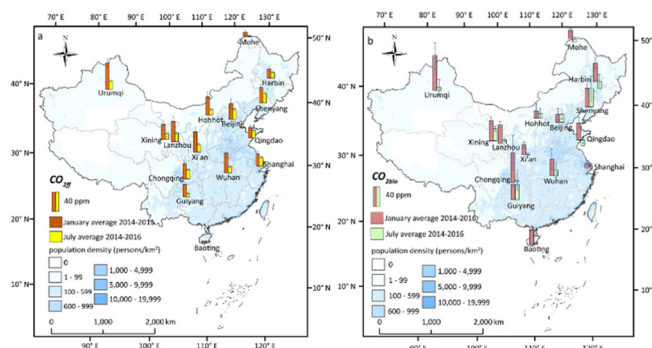 80° E 90° E 100° E 110° E 120° E 130° E
a
N
Mohe
50° N
40° N
Urumqi
Harbin
Shenyang
40° N
Hohhot
Beijing
Xining
Lanzhou
Qingdao
30° N
Xi'an
Shanghai
30° N
CO2ff
Chongqing
Wuhan
40 ppm
Guiyang
20° N
January average 2014-2016
July average 2014-2016
Baoting
20° N
population density (persons/km²)
0
1,000 - 4,999
1 - 99
5,000 - 9,999
10° N
100 - 599
10,000 - 19,999
600 - 999
10° N
0 1,000 2,000 km
90° E 100° E 110° E 120° E
80° E 90° E 100° E 110° E 120° E 130° E
b
N
Mohe
50° N
40° N
Urumqi
Harbin
Shenyang
40° N
Hohhot
Beijing
Xining
Lanzhou
Qingdao
30° N
Xi'an
Shanghai
30° N
CO2bio
Chongqing
Wuhan
40 ppm
Guiyang
20° N
January average 2014-2016
July average 2014-2016
Baoting
20° N
population density (persons/km²)
0
1,000 - 4,999
1 - 99
5,000 - 9,999
10° N
100 - 599
10,000 - 19,999
600 - 999
10° N
0 1,000 2,000 km
90° E 100° E 110° E 120° E